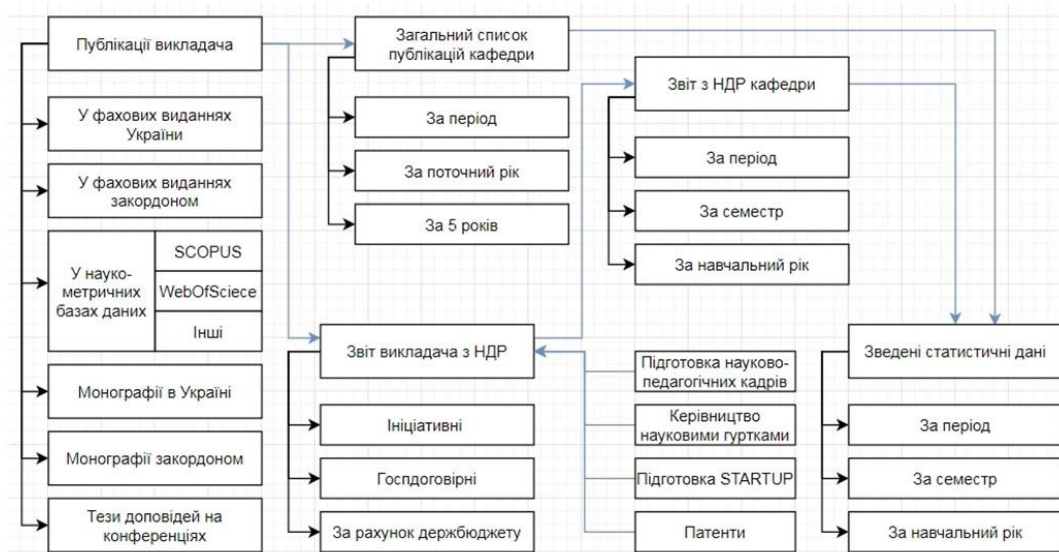 Публікації викладача
У фахових виданнях
України
У фахових виданнях
закордоном
У науко-
метричних
базах даних
SCOPUS
WebOfSciece
Інші
Монографії в Україні
Монографії закордоном
Тези доповідей на
конференціях
Загальний список
публікацій кафедри
За період
За поточний рік
За 5 років
Звіт з НДР кафедри
За період
За семестр
За навчальний рік
Звіт викладача з НДР
Ініціативні
Госпдоговірні
За рахунок держбюджету
Підготовка науково-
педагогічних кадрів
Керівництво
науковими гуртками
Підготовка STARTUP
Патенти
Зведені статистичні дані
За період
За семестр
За навчальний рік